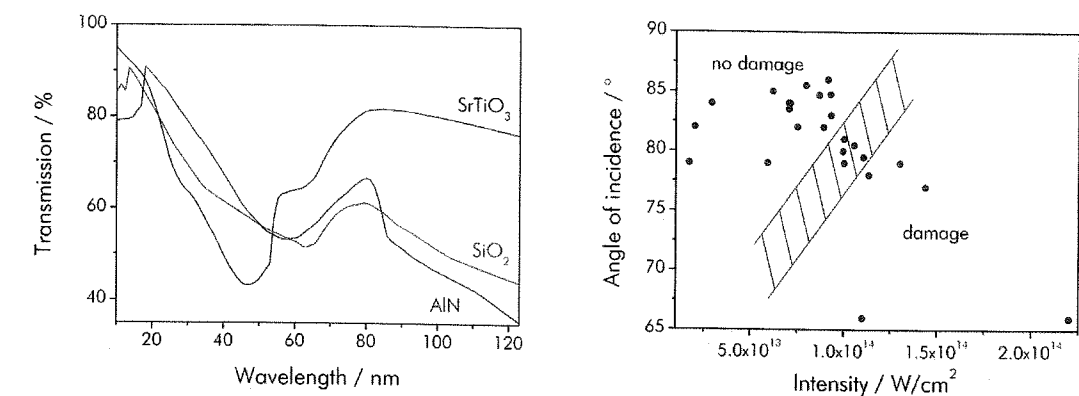 100
80
60
40
Transmission / %
SrTiO3
SiO2
AlN
20 40 60 80 100 120
Wavelength / nm
90
85
80
75
70
65
Angle of incidence / °
no damage
damage
5.0x10^13 1.0x10^14 1.5x10^14 2.0x10^14
Intensity / W/cm^2